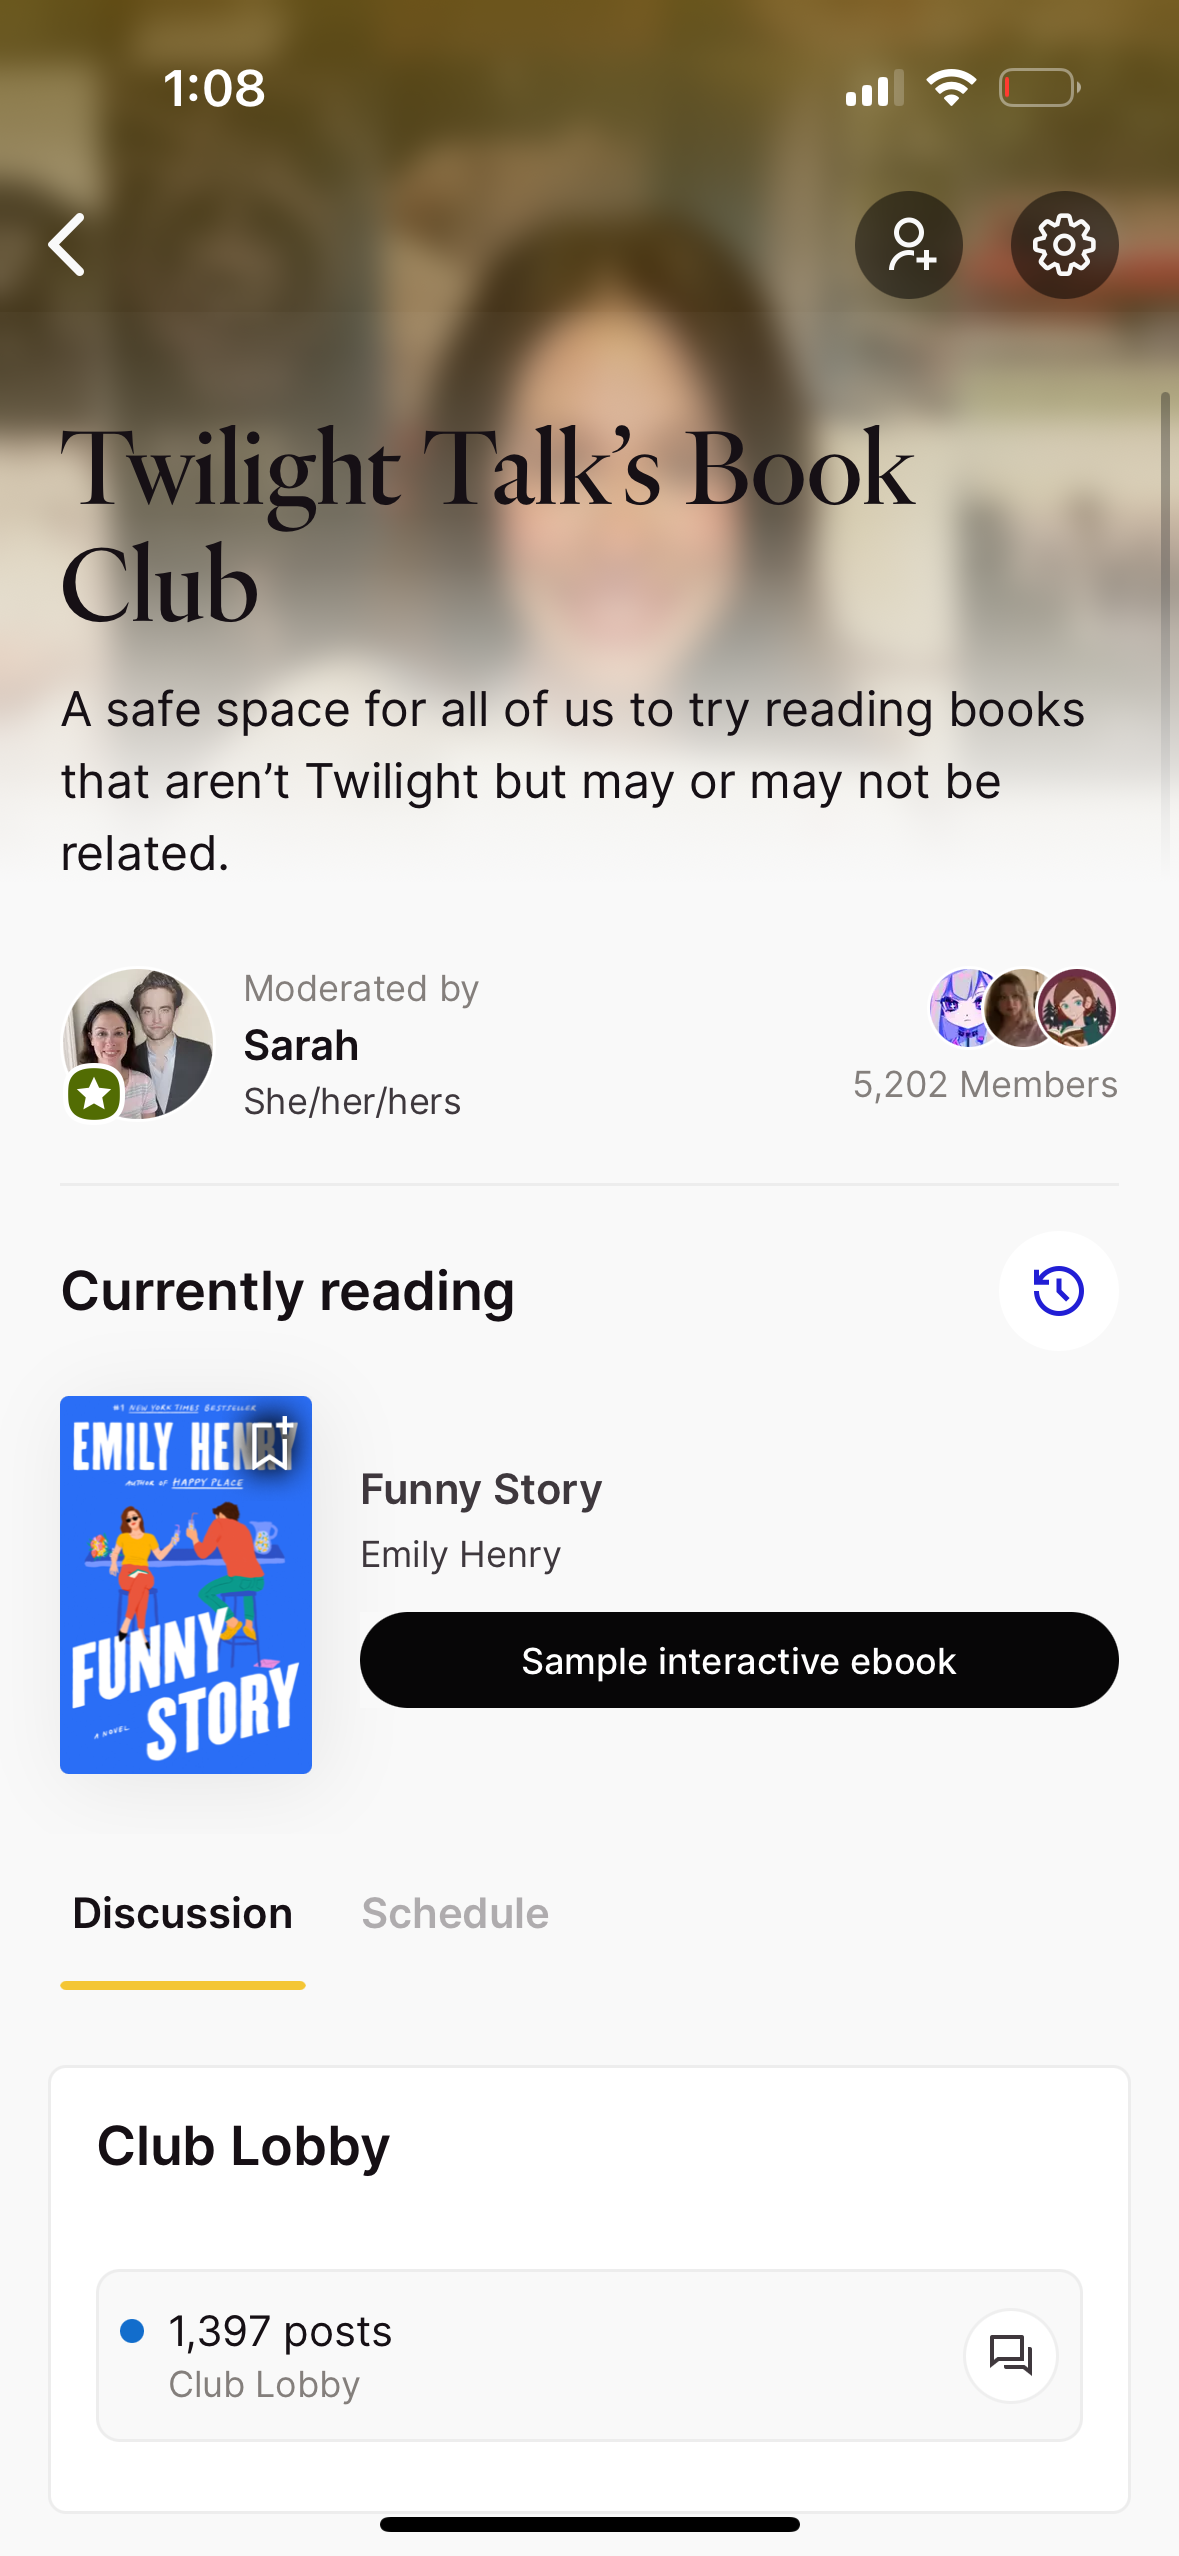 1:08
Twilight Talk’s Book
Club
A safe space for all of us to try reading books
that aren’t Twilight but may or may not be
related.
Moderated by
Sarah
She/her/hers
5,202 Members
Currently reading
#1 NEW YORK TIMES BESTSELLER
EMILY HENRY
AUTHOR OF HAPPY PLACE
FUNNY
STORY
A NOVEL
Funny Story
Emily Henry
Sample interactive ebook
Discussion
Schedule
Club Lobby
1,397 posts
Club Lobby